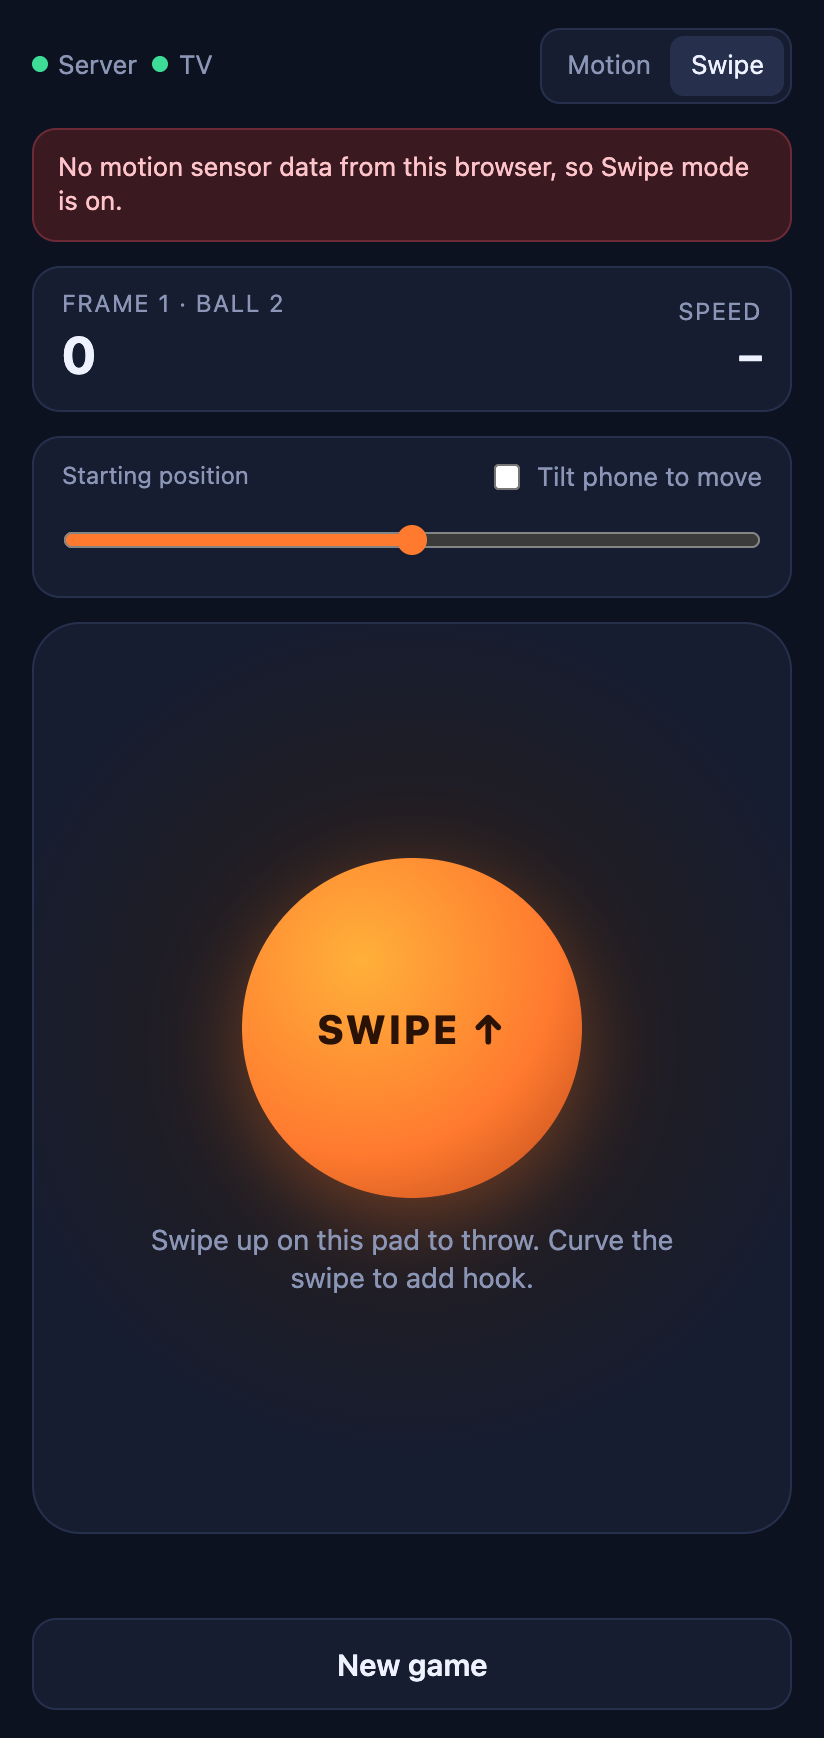 Server TV Motion Swipe
No motion sensor data from this browser, so Swipe mode
is on.
FRAME 1 · BALL 2
SPEED
0
–
Starting position
Tilt phone to move
SWIPE ↑
Swipe up on this pad to throw. Curve the
swipe to add hook.
New game